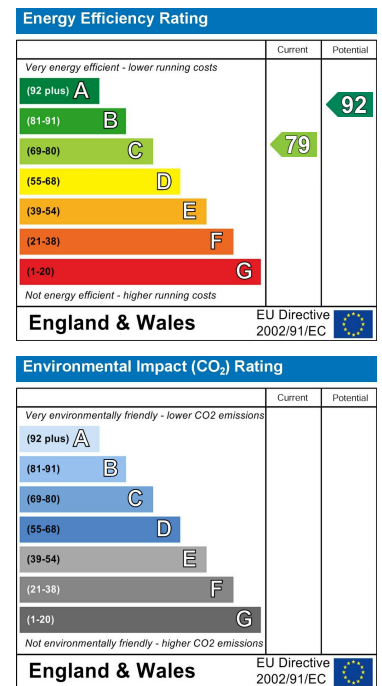 Energy Efficiency Rating
Current Potential
Very energy efficient - lower running costs
(92 plus) A
92
(81-91) B
(69-80) C
79
(55-68) D
(39-54) E
(21-38) F
(1-20) G
Not energy efficient - higher running costs
England & Wales
EU Directive
2002/91/EC
Environmental Impact (CO₂) Rating
Current Potential
Very environmentally friendly - lower CO2 emissions
(92 plus) A
(81-91) B
(69-80) C
(55-68) D
(39-54) E
(21-38) F
(1-20) G
Not environmentally friendly - higher CO2 emissions
England & Wales
EU Directive
2002/91/EC